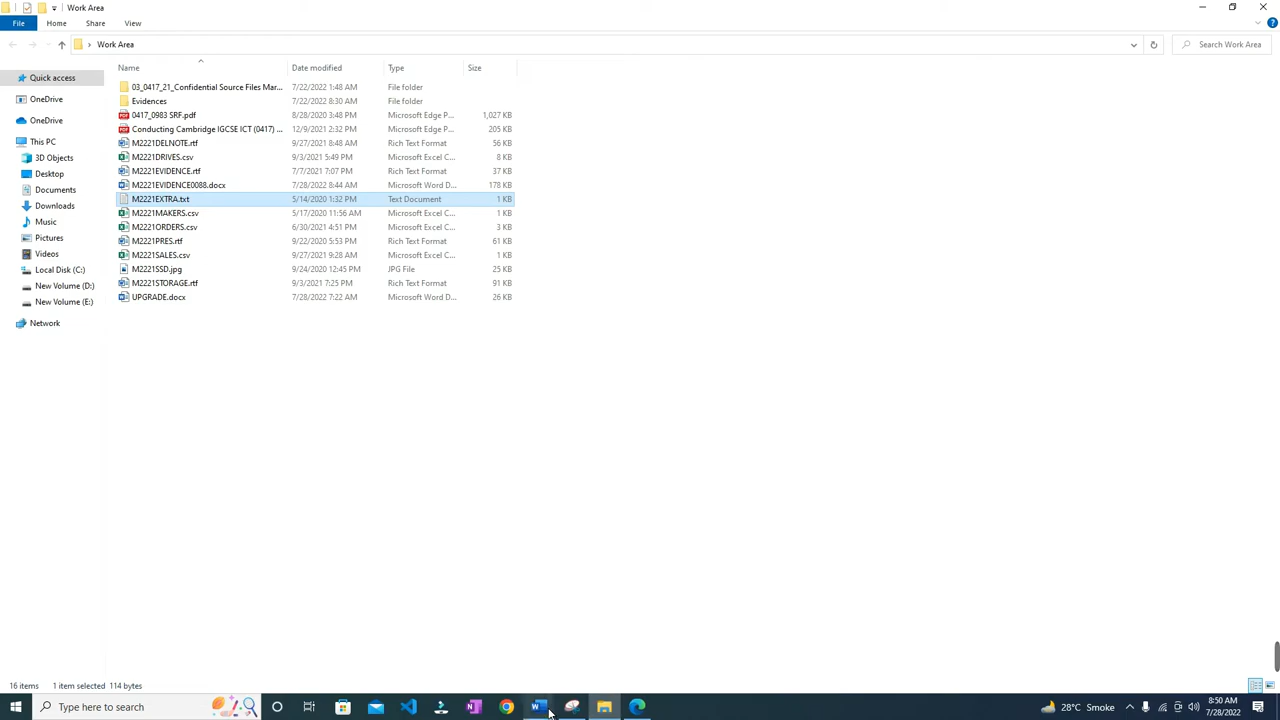 Work Area
File Home Share View
Work Area Search Work Area
Name Date modified Type Size
Quick access
OneDrive
OneDrive
This PC
3D Objects
Desktop
Documents
Downloads
Music
Pictures
Videos
Local Disk (C:)
New Volume (D:)
New Volume (E:)
Network
03_0417_21_Confidential Source Files Mar... 7/22/2022 1:48 AM File folder
Evidences 7/22/2022 8:30 AM File folder
0417_0983 SRF.pdf 8/28/2020 3:48 PM Microsoft Edge P... 1,027 KB
Conducting Cambridge IGCSE ICT (0417) ... 12/9/2021 2:32 PM Microsoft Edge P... 205 KB
M2221DELNOTE.rtf 9/27/2021 8:48 AM Rich Text Format 56 KB
M2221DRIVES.csv 9/3/2021 5:49 PM Microsoft Excel C... 8 KB
M2221EVIDENCE.rtf 7/7/2021 7:07 PM Rich Text Format 37 KB
M2221EVIDENCE0088.docx 7/28/2022 8:44 AM Microsoft Word D... 178 KB
M2221EXTRA.txt 5/14/2020 1:32 PM Text Document 1 KB
M2221MAKERS.csv 5/17/2020 11:56 AM Microsoft Excel C... 1 KB
M2221ORDERS.csv 6/30/2021 4:51 PM Microsoft Excel C... 3 KB
M2221PRES.rtf 9/22/2020 5:53 PM Rich Text Format 61 KB
M2221SALES.csv 9/27/2021 9:28 AM Microsoft Excel C... 1 KB
M2221SSD.jpg 9/24/2020 12:45 PM JPG File 25 KB
M2221STORAGE.rtf 9/3/2021 7:25 PM Rich Text Format 91 KB
UPGRADE.docx 7/28/2022 7:22 AM Microsoft Word D... 26 KB
16 items 1 item selected 114 bytes
Type here to search
28°C Smoke
8:50 AM
7/28/2022